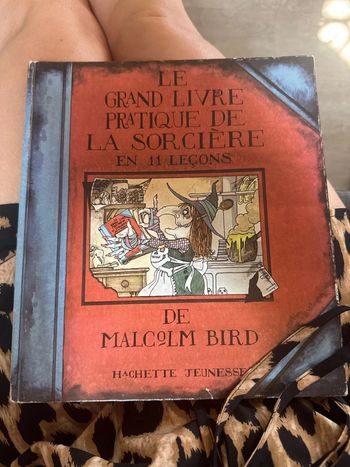 LE
GRAND LIVRE
PRATIQUE DE
LA SORCIÈRE
EN 11 LEÇONS
DE
MALCOLM BIRD
HACHETTE JEUNESSE